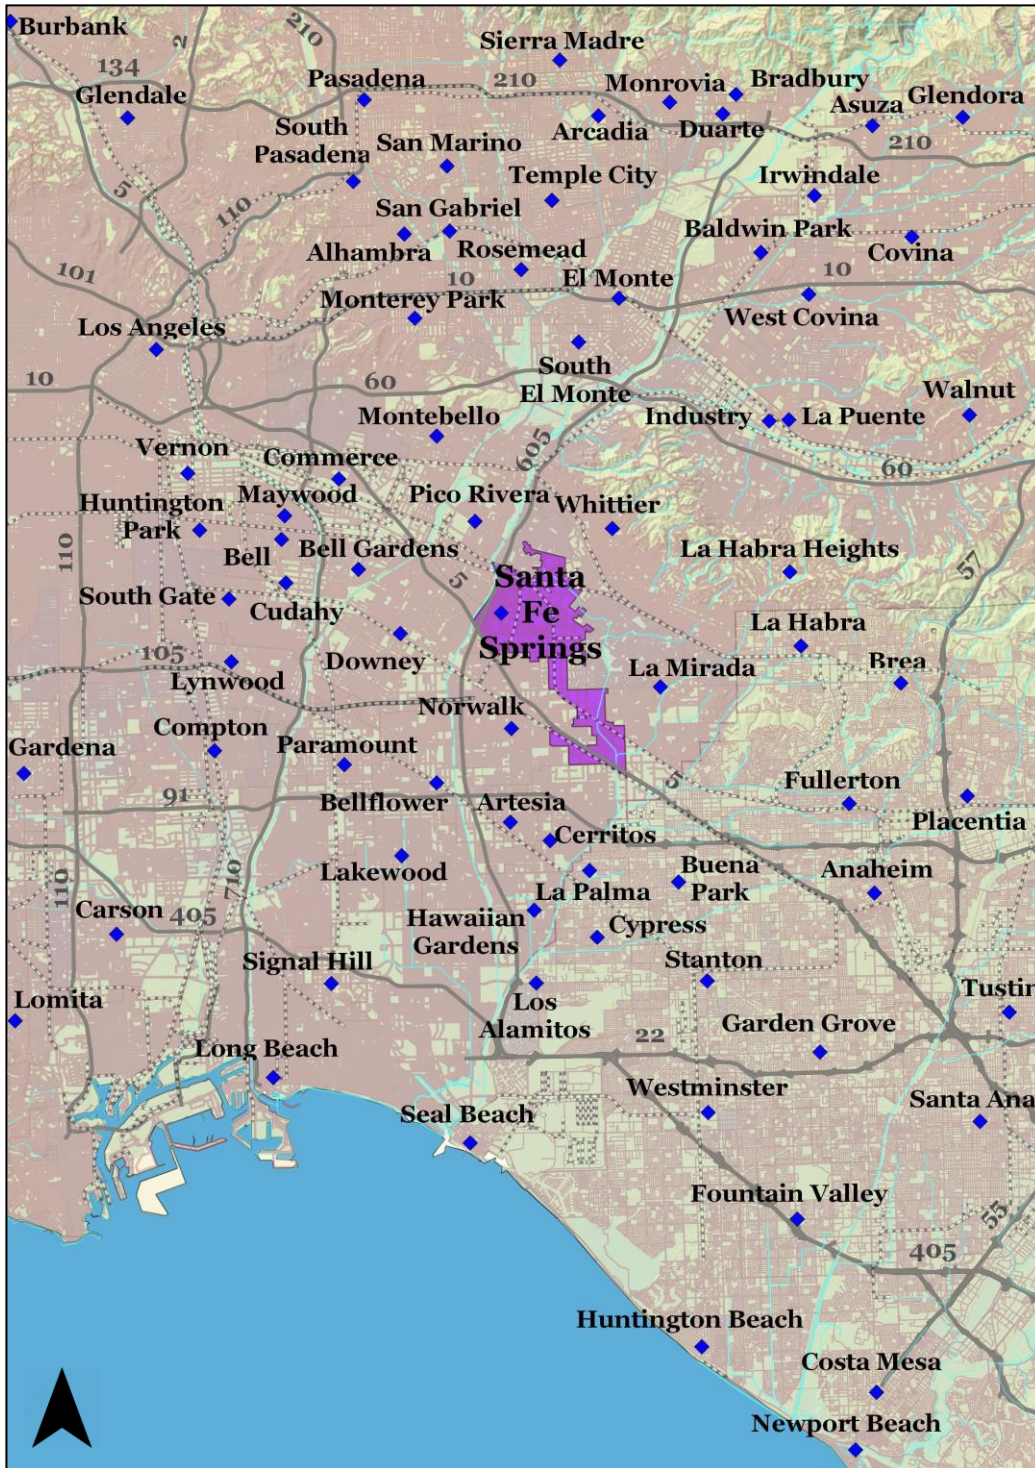 Burbank
2
210
Sierra Madre
134
Glendale
Pasadena
210
Monrovia
Bradbury
Asuza
Glendora
South
Pasadena
San Marino
Arcadia
Duarte
210
5
110
Temple City
Irwindale
San Gabriel
Alhambra
Rosemead
Baldwin Park
Covina
101
10
El Monte
10
Monterey Park
West Covina
Los Angeles
South
El Monte
10
60
Walnut
Montebello
Industry
La Puente
Vernon
Commerce
605
60
Huntington
Park
Maywood
Pico Rivera
Whittier
110
Bell
Bell Gardens
5
La Habra Heights
57
Santa
Fe
Springs
South Gate
Cudahy
La Habra
105
Lynwood
Downey
La Mirada
Brea
Norwalk
Compton
Gardena
Paramount
5
Fullerton
91
Bellflower
Artesia
Placentia
Cerritos
110
710
Lakewood
La Palma
Buena
Park
Anaheim
Carson
405
Hawaiian
Gardens
Cypress
Signal Hill
Stanton
Lomita
Los
Alamitos
Tustin
22
Garden Grove
Long Beach
Westminster
Seal Beach
Santa Ana
Fountain Valley
55
405
Huntington Beach
Costa Mesa
Newport Beach